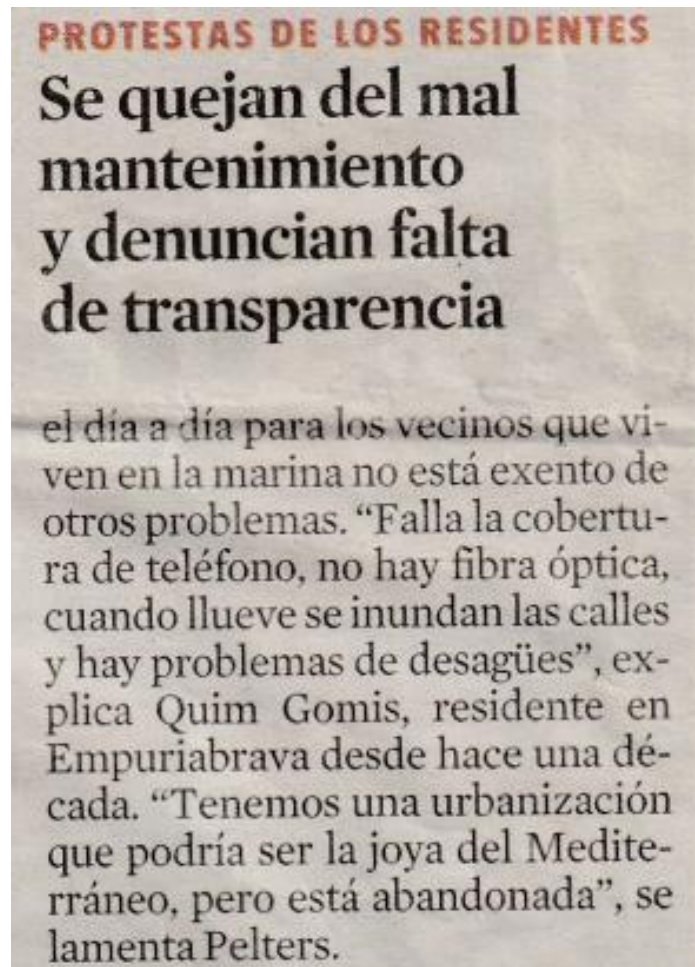 PROTESTAS DE LOS RESIDENTES
Se quejan del mal
mantenimiento
y denuncian falta
de transparencia
el día a día para los vecinos que vi-
ven en la marina no está exento de
otros problemas. “Falla la cobertu-
ra de teléfono, no hay fibra óptica,
cuando llueve se inundan las calles
y hay problemas de desagües”, ex-
plica Quim Gomis, residente en
Empuriabrava desde hace una dé-
cada. “Tenemos una urbanización
que podría ser la joya del Medite-
rráneo, pero está abandonada”, se
lamenta Pelters.